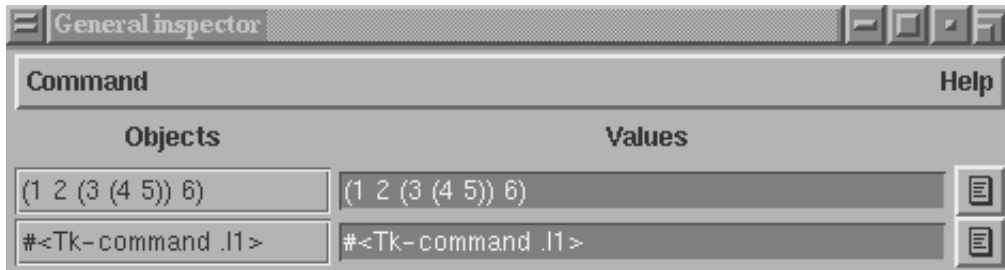 General inspector
Command Help
Objects Values
(1 2 (3 (4 5)) 6) (1 2 (3 (4 5)) 6)
#<Tk-command .l1> #<Tk-command .l1>